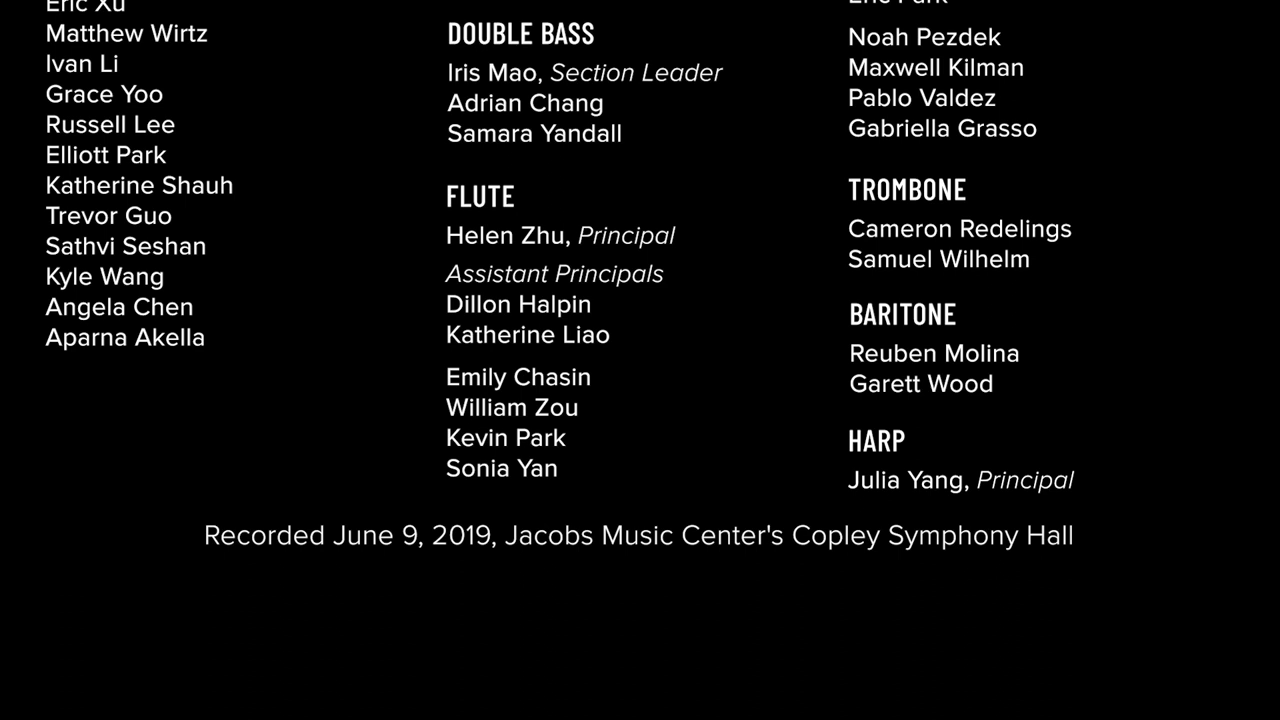 Eric Xu
Matthew Wirtz
Ivan Li
Grace Yoo
Russell Lee
Elliott Park
Katherine Shauh
Trevor Guo
Sathvi Seshan
Kyle Wang
Angela Chen
Aparna Akella
DOUBLE BASS
Iris Mao, Section Leader
Adrian Chang
Samara Yandall
FLUTE
Helen Zhu, Principal
Assistant Principals
Dillon Halpin
Katherine Liao
Emily Chasin
William Zou
Kevin Park
Sonia Yan
Eric Park
Noah Pezdek
Maxwell Kilman
Pablo Valdez
Gabriella Grasso
TROMBONE
Cameron Redelings
Samuel Wilhelm
BARITONE
Reuben Molina
Garett Wood
HARP
Julia Yang, Principal
Recorded June 9, 2019, Jacobs Music Center's Copley Symphony Hall